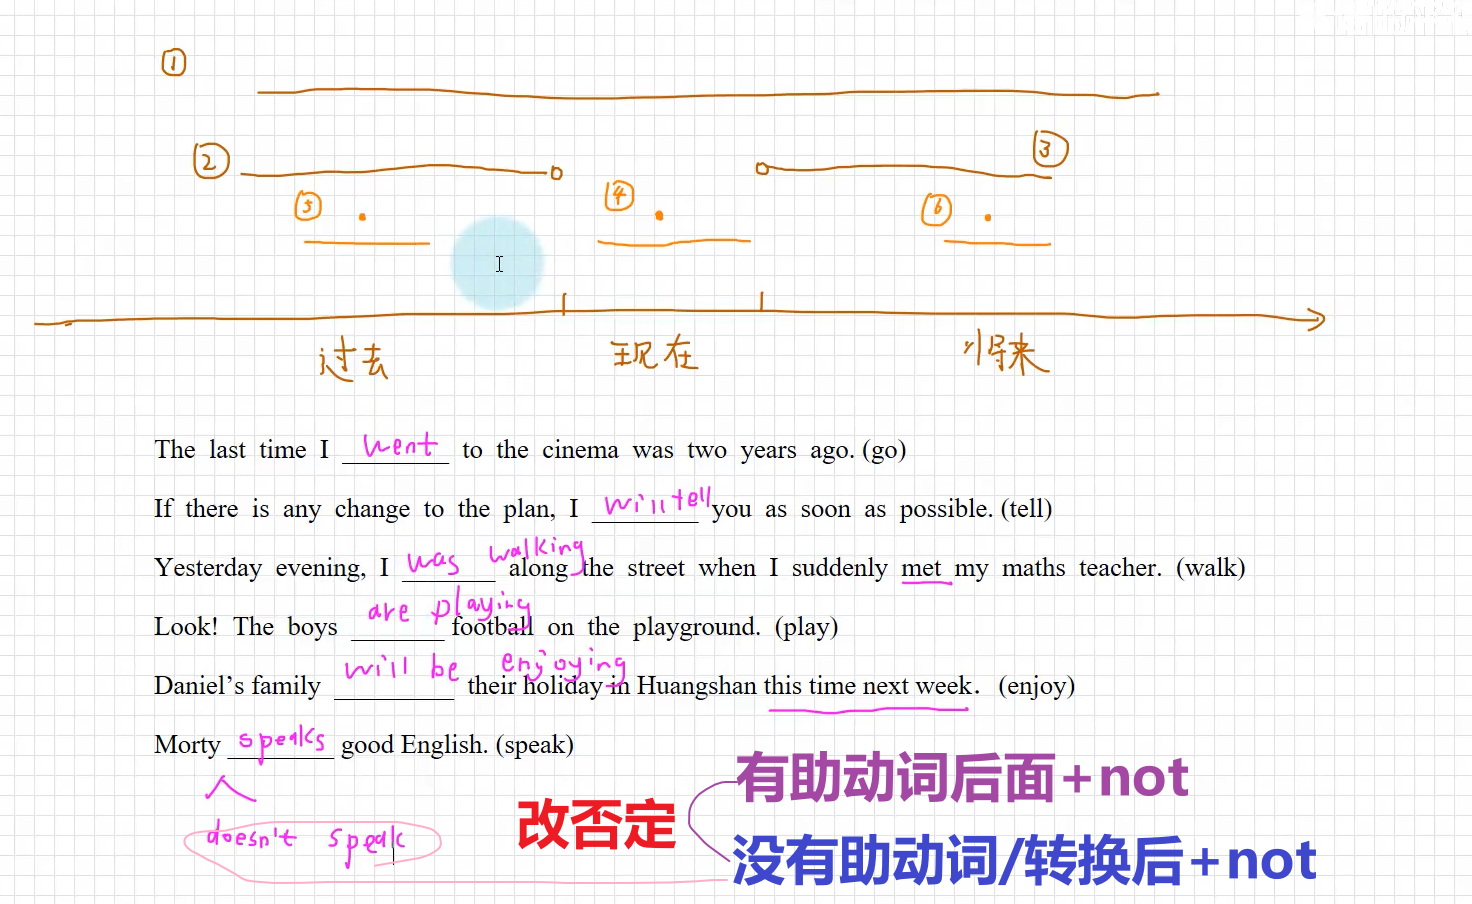 ①
②
③
⑤
④
⑥
过去 现在 将来
The last time I went to the cinema was two years ago. (go)
If there is any change to the plan, I will tell you as soon as possible. (tell)
Yesterday evening, I was walking along the street when I suddenly met my maths teacher. (walk)
Look! The boys are playing football on the playground. (play)
Daniel’s family will be enjoying their holiday in Huangshan this time next week. (enjoy)
Morty speaks good English. (speak)
doesn't speak
改否定
有助动词后面+not
没有助动词/转换后+not